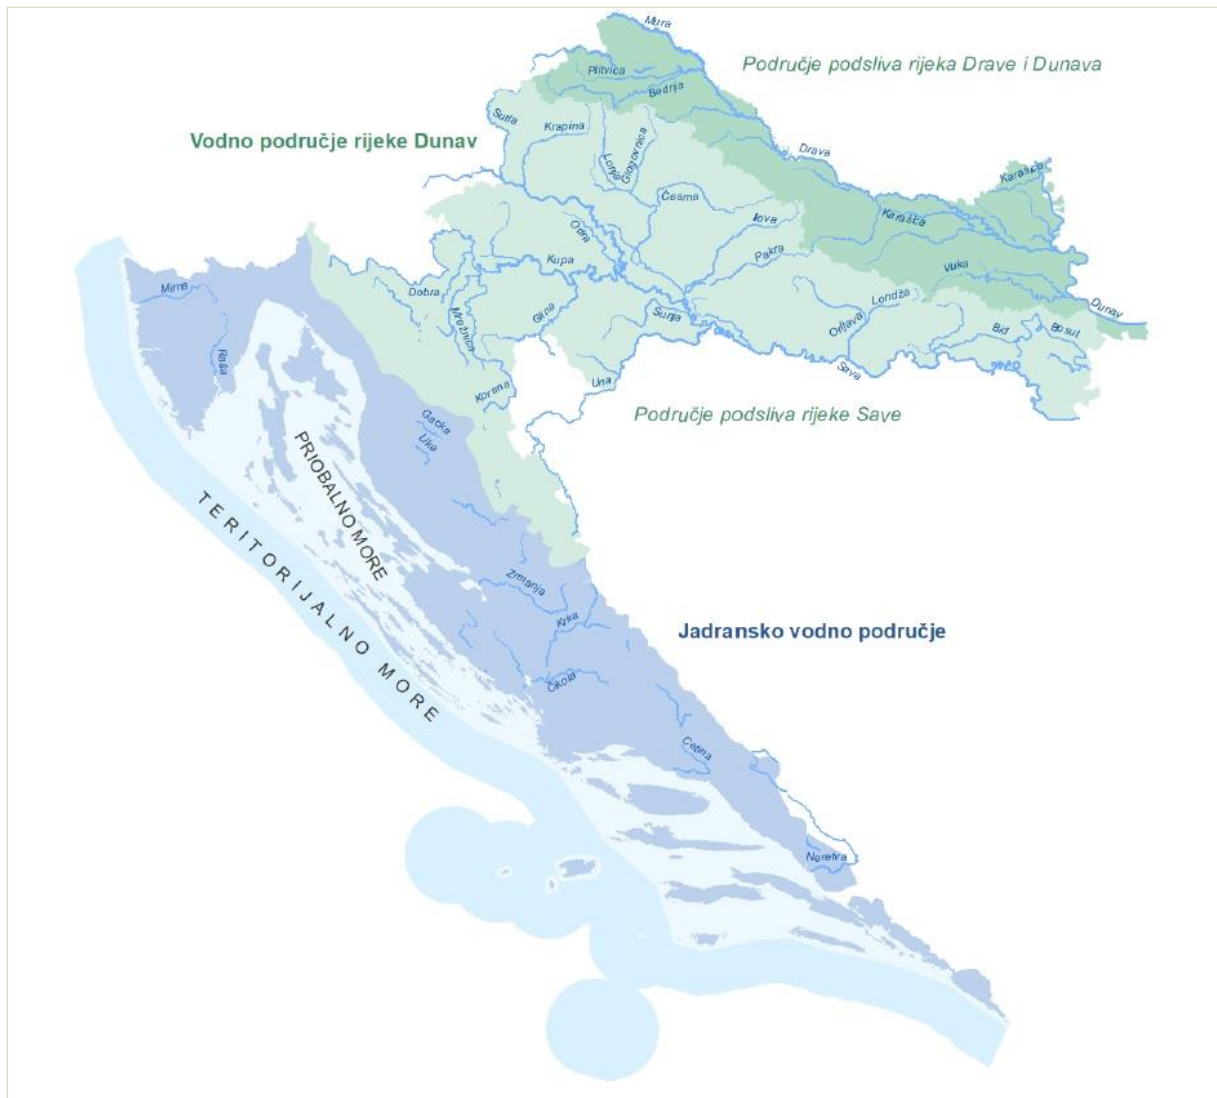 Mura
Područje podsliva rijeka Drave i Dunava
Plitvica
Bednja
Sutla
Krapina
Vodno područje rijeke Dunav
Lonja
Glogovnica
Drava
Karašica
Česma
Ilova
Karašica
Odra
Pakra
Kupa
Vuka
Mirna
Dobra
Londža
Dunav
Mrežnica
Glina
Sunja
Orljava
Biđ
Bosut
Raša
Sava
Una
Korana
Područje podsliva rijeke Save
Gacka
Lika
PRIOBALNO MORE
TERITORIJALNO MORE
Zrmanja
Krka
Jadransko vodno područje
Čikola
Cetina
Neretva